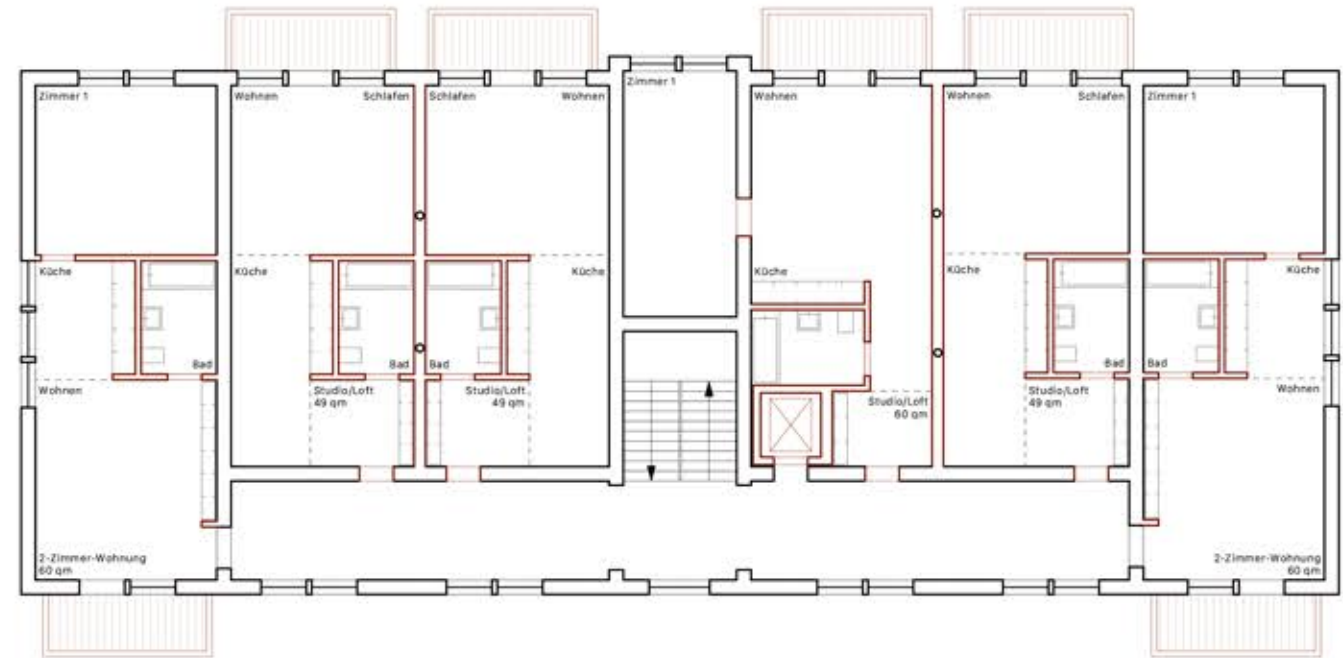 Zimmer 1
Wohnen
Schlafen
Schlafen
Wohnen
Zimmer 1
Wohnen
Wohnen
Schlafen
Zimmer 1
Küche
Küche
Küche
Küche
Küche
Küche
Bad
Bad
Bad
Bad
Bad
Wohnen
Studio/Loft
49 qm
Studio/Loft
49 qm
Studio/Loft
60 qm
Studio/Loft
49 qm
Wohnen
2-Zimmer-Wohnung
60 qm
2-Zimmer-Wohnung
60 qm